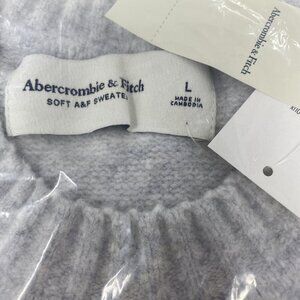 Abercrombie & Fitch
SOFT A&F SWEATER
L
MADE IN
CAMBODIA
Abercrombie & Fitch